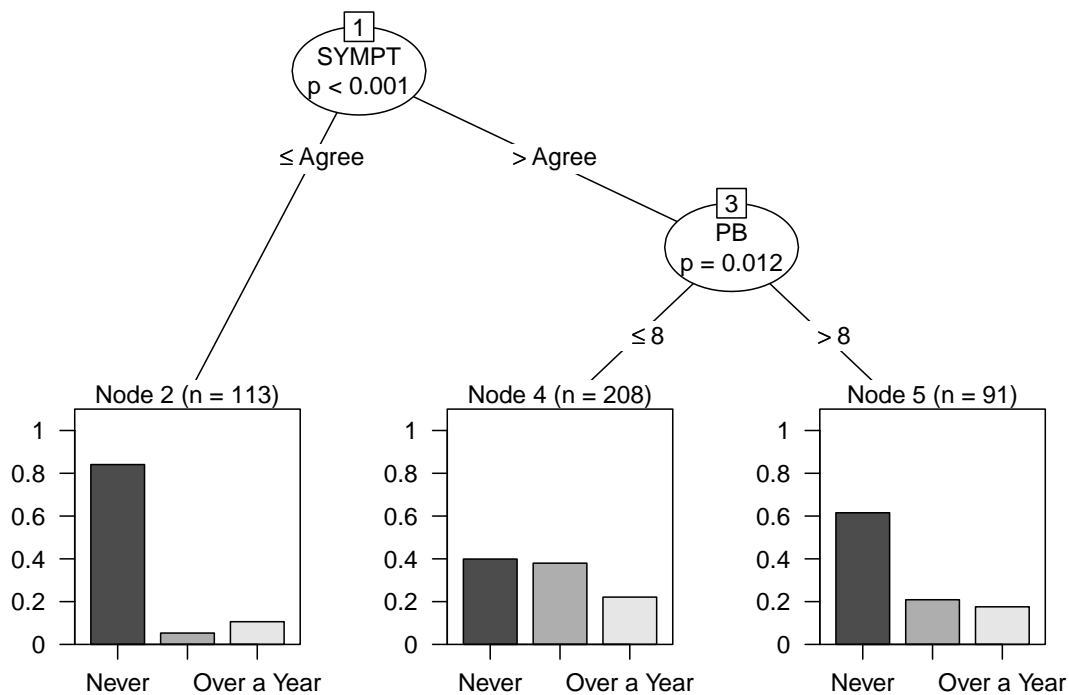 1
SYMPT
p < 0.001
≤ Agree
> Agree
3
PB
p = 0.012
≤ 8
> 8
Node 2 (n = 113)
1
0.8
0.6
0.4
0.2
0
Never
Over a Year
Node 4 (n = 208)
1
0.8
0.6
0.4
0.2
0
Never
Over a Year
Node 5 (n = 91)
1
0.8
0.6
0.4
0.2
0
Never
Over a Year